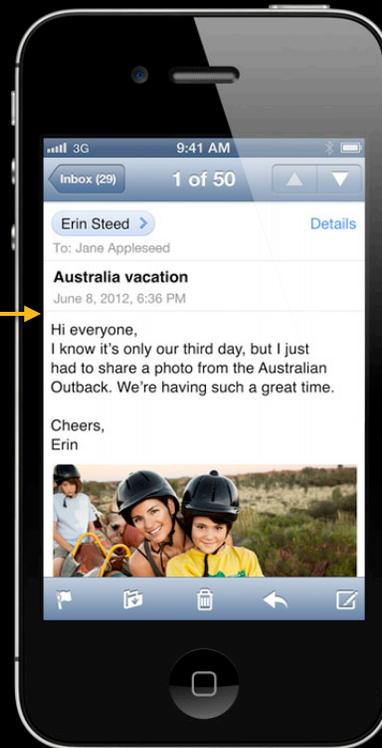 3G
9:41 AM
Inbox (29)
1 of 50
Erin Steed
Details
To: Jane Appleseed
Australia vacation
June 8, 2012, 6:36 PM
Hi everyone,
I know it’s only our third day, but I just
had to share a photo from the Australian
Outback. We’re having such a great time.
Cheers,
Erin